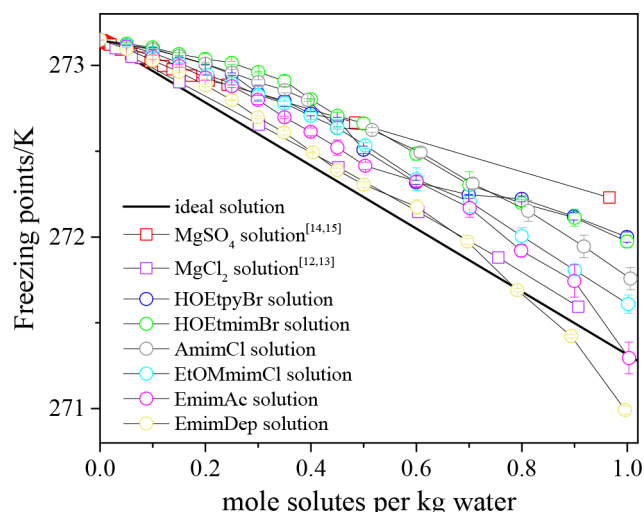 273
272
271
Freezing points/K
ideal solution
MgSO4 solution[14,15]
MgCl2 solution[12,13]
HOEtpyBr solution
HOEtmimBr solution
AmimCl solution
EtOMmimCl solution
EmimAc solution
EmimDep solution
0.0 0.2 0.4 0.6 0.8 1.0
mole solutes per kg water